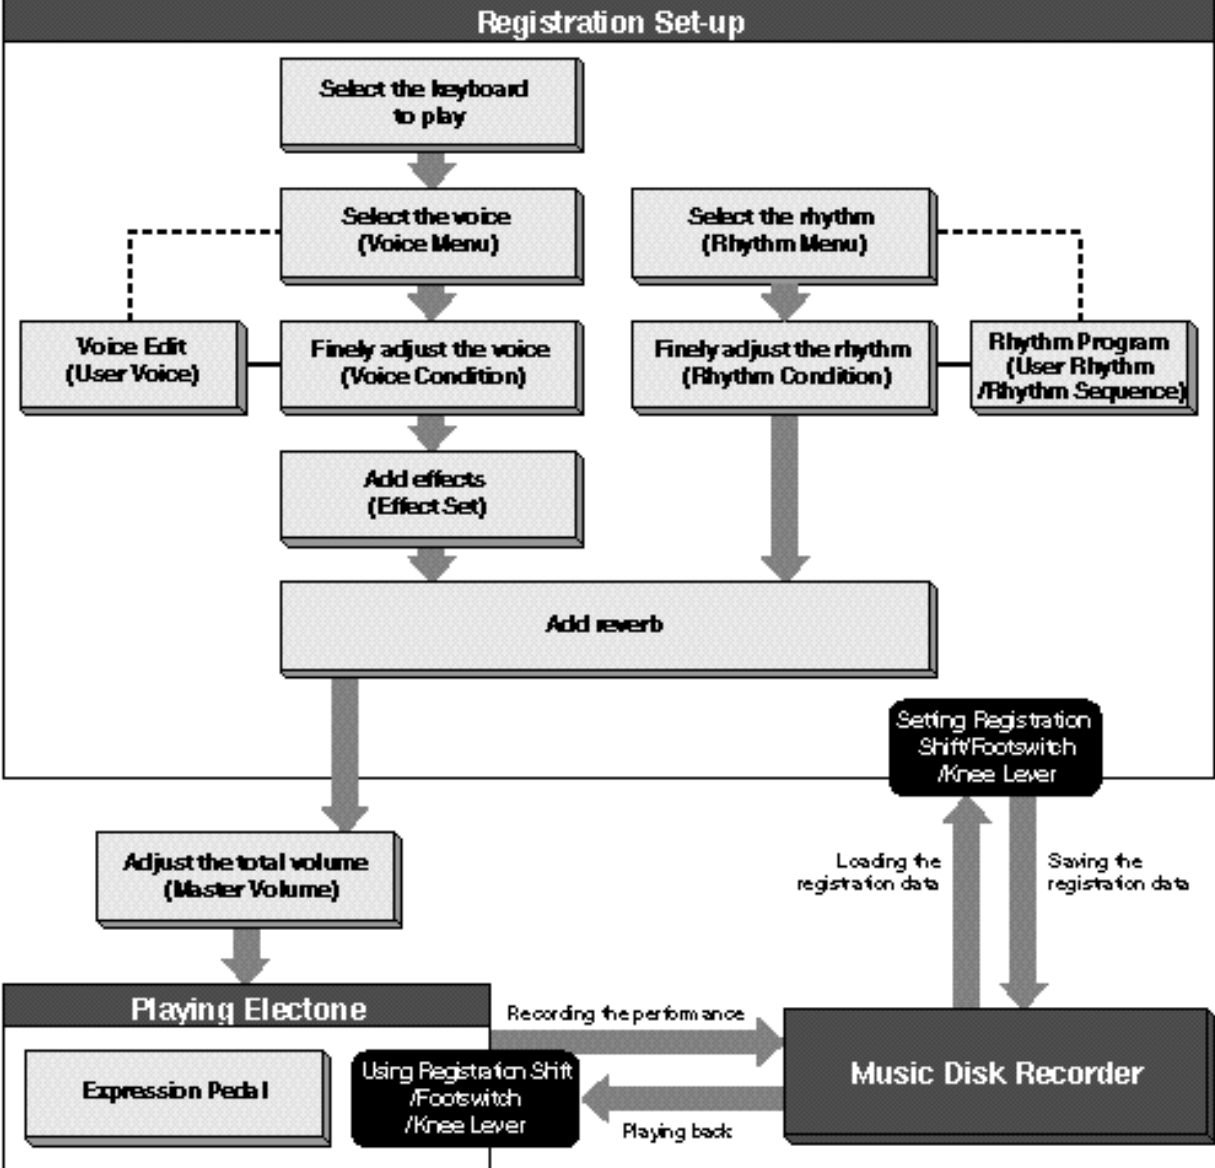 Registration Set-up
Select the keyboard
to play
Select the voice
(Voice Menu)
Select the rhythm
(Rhythm Menu)
Voice Edit
(User Voice)
Finely adjust the voice
(Voice Condition)
Finely adjust the rhythm
(Rhythm Condition)
Rhythm Program
(User Rhythm
/Rhythm Sequence)
Add effects
(Effect Set)
Add reverb
Setting Registration
Shift/Footswitch
/Knee Lever
Adjust the total volume
(Master Volume)
Loading the
registration data
Saving the
registration data
Playing Electone
Recording the performance
Expression Pedal
Using Registration Shift
/Footswitch
/Knee Lever
Music Disk Recorder
Playing back